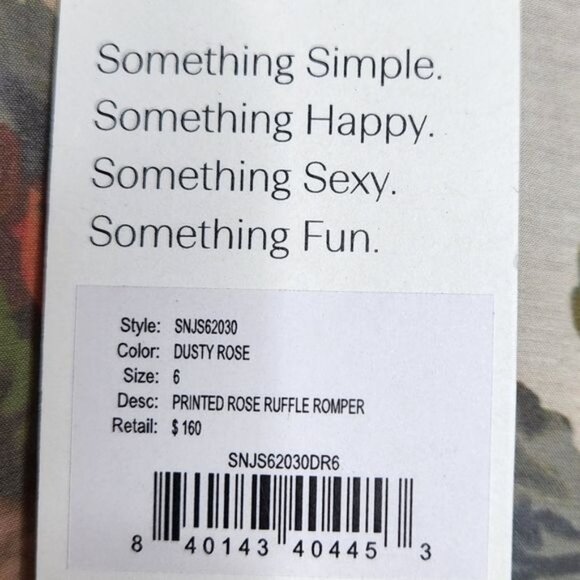 Something Simple.
Something Happy.
Something Sexy.
Something Fun.
Style: SNJS62030
Color: DUSTY ROSE
Size: 6
Desc: PRINTED ROSE RUFFLE ROMPER
Retail: $ 160
SNJS62030DR6
8 40143 40445 3